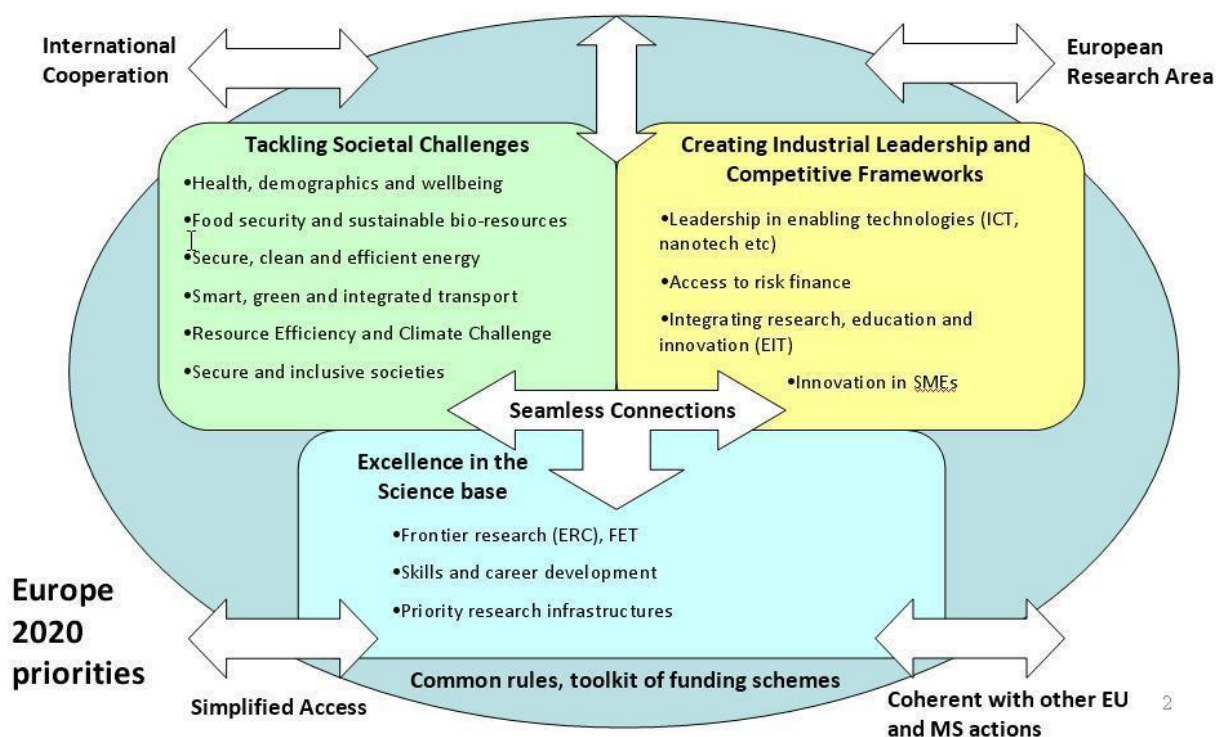 International
Cooperation
European
Research Area
Tackling Societal Challenges
•Health, demographics and wellbeing
•Food security and sustainable bio-resources
•Secure, clean and efficient energy
•Smart, green and integrated transport
•Resource Efficiency and Climate Challenge
•Secure and inclusive societies
Creating Industrial Leadership and
Competitive Frameworks
•Leadership in enabling technologies (ICT,
nanotech etc)
•Access to risk finance
•Integrating research, education and
innovation (EIT)
•Innovation in SMEs
Seamless Connections
Excellence in the
Science base
•Frontier research (ERC), FET
•Skills and career development
•Priority research infrastructures
Europe
2020
priorities
Simplified Access
Common rules, toolkit of funding schemes
Coherent with other EU
and MS actions
2